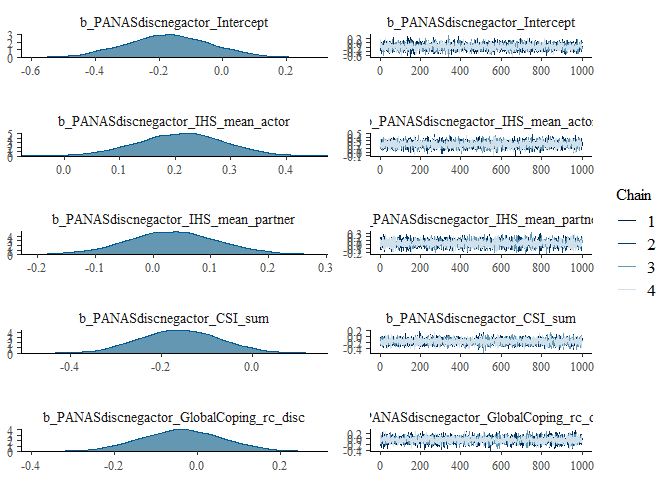 b_PANASdiscnegactor_Intercept
-0.6 -0.4 -0.2 0.0 0.2
b_PANASdiscnegactor_Intercept
0 200 400 600 800 1000
b_PANASdiscnegactor_IHS_mean_actor
0.0 0.1 0.2 0.3 0.4
b_PANASdiscnegactor_IHS_mean_acto
0 200 400 600 800 1000
b_PANASdiscnegactor_IHS_mean_partner
-0.2 -0.1 0.0 0.1 0.2 0.3
_PANASdiscnegactor_IHS_mean_partne
0 200 400 600 800 1000
b_PANASdiscnegactor_CSI_sum
-0.4 -0.2 0.0
b_PANASdiscnegactor_CSI_sum
0 200 400 600 800 1000
b_PANASdiscnegactor_GlobalCoping_rc_disc
-0.4 -0.2 0.0 0.2
PANASdiscnegactor_GlobalCoping_rc_d
0 200 400 600 800 1000
Chain
1
2
3
4